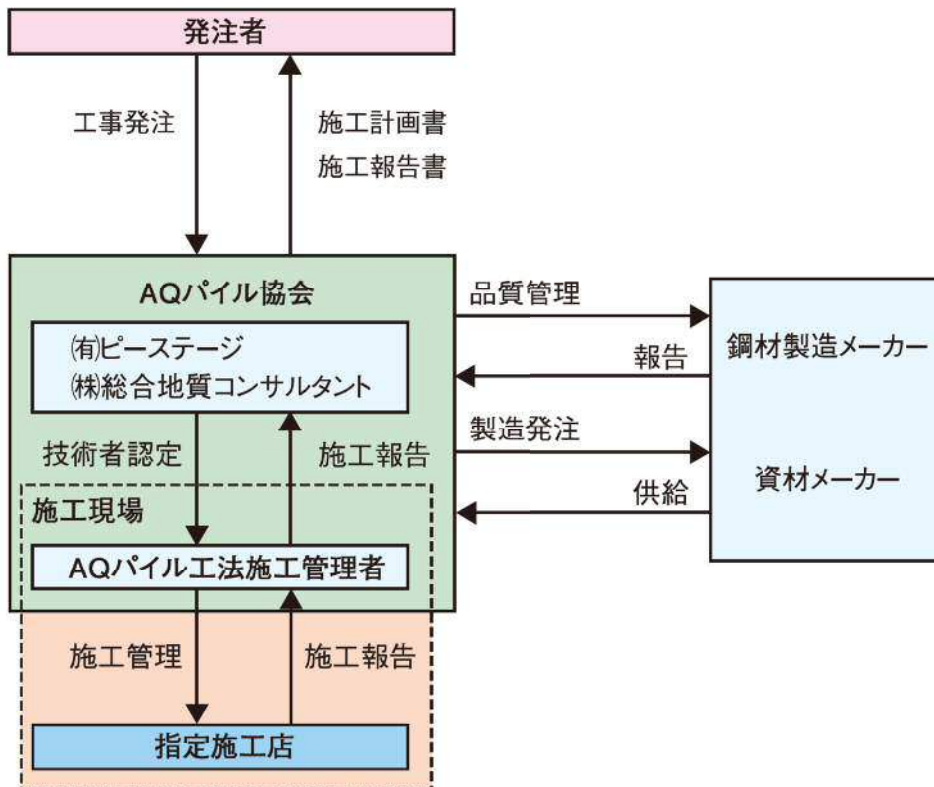 発注者
工事発注
施工計画書
施工報告書
AQパイル協会
㈲ピーステージ
㈱総合地質コンサルタント
品質管理
報告
製造発注
供給
鋼材製造メーカー
資材メーカー
技術者認定
施工報告
施工現場
AQパイル工法施工管理者
施工管理
施工報告
指定施工店